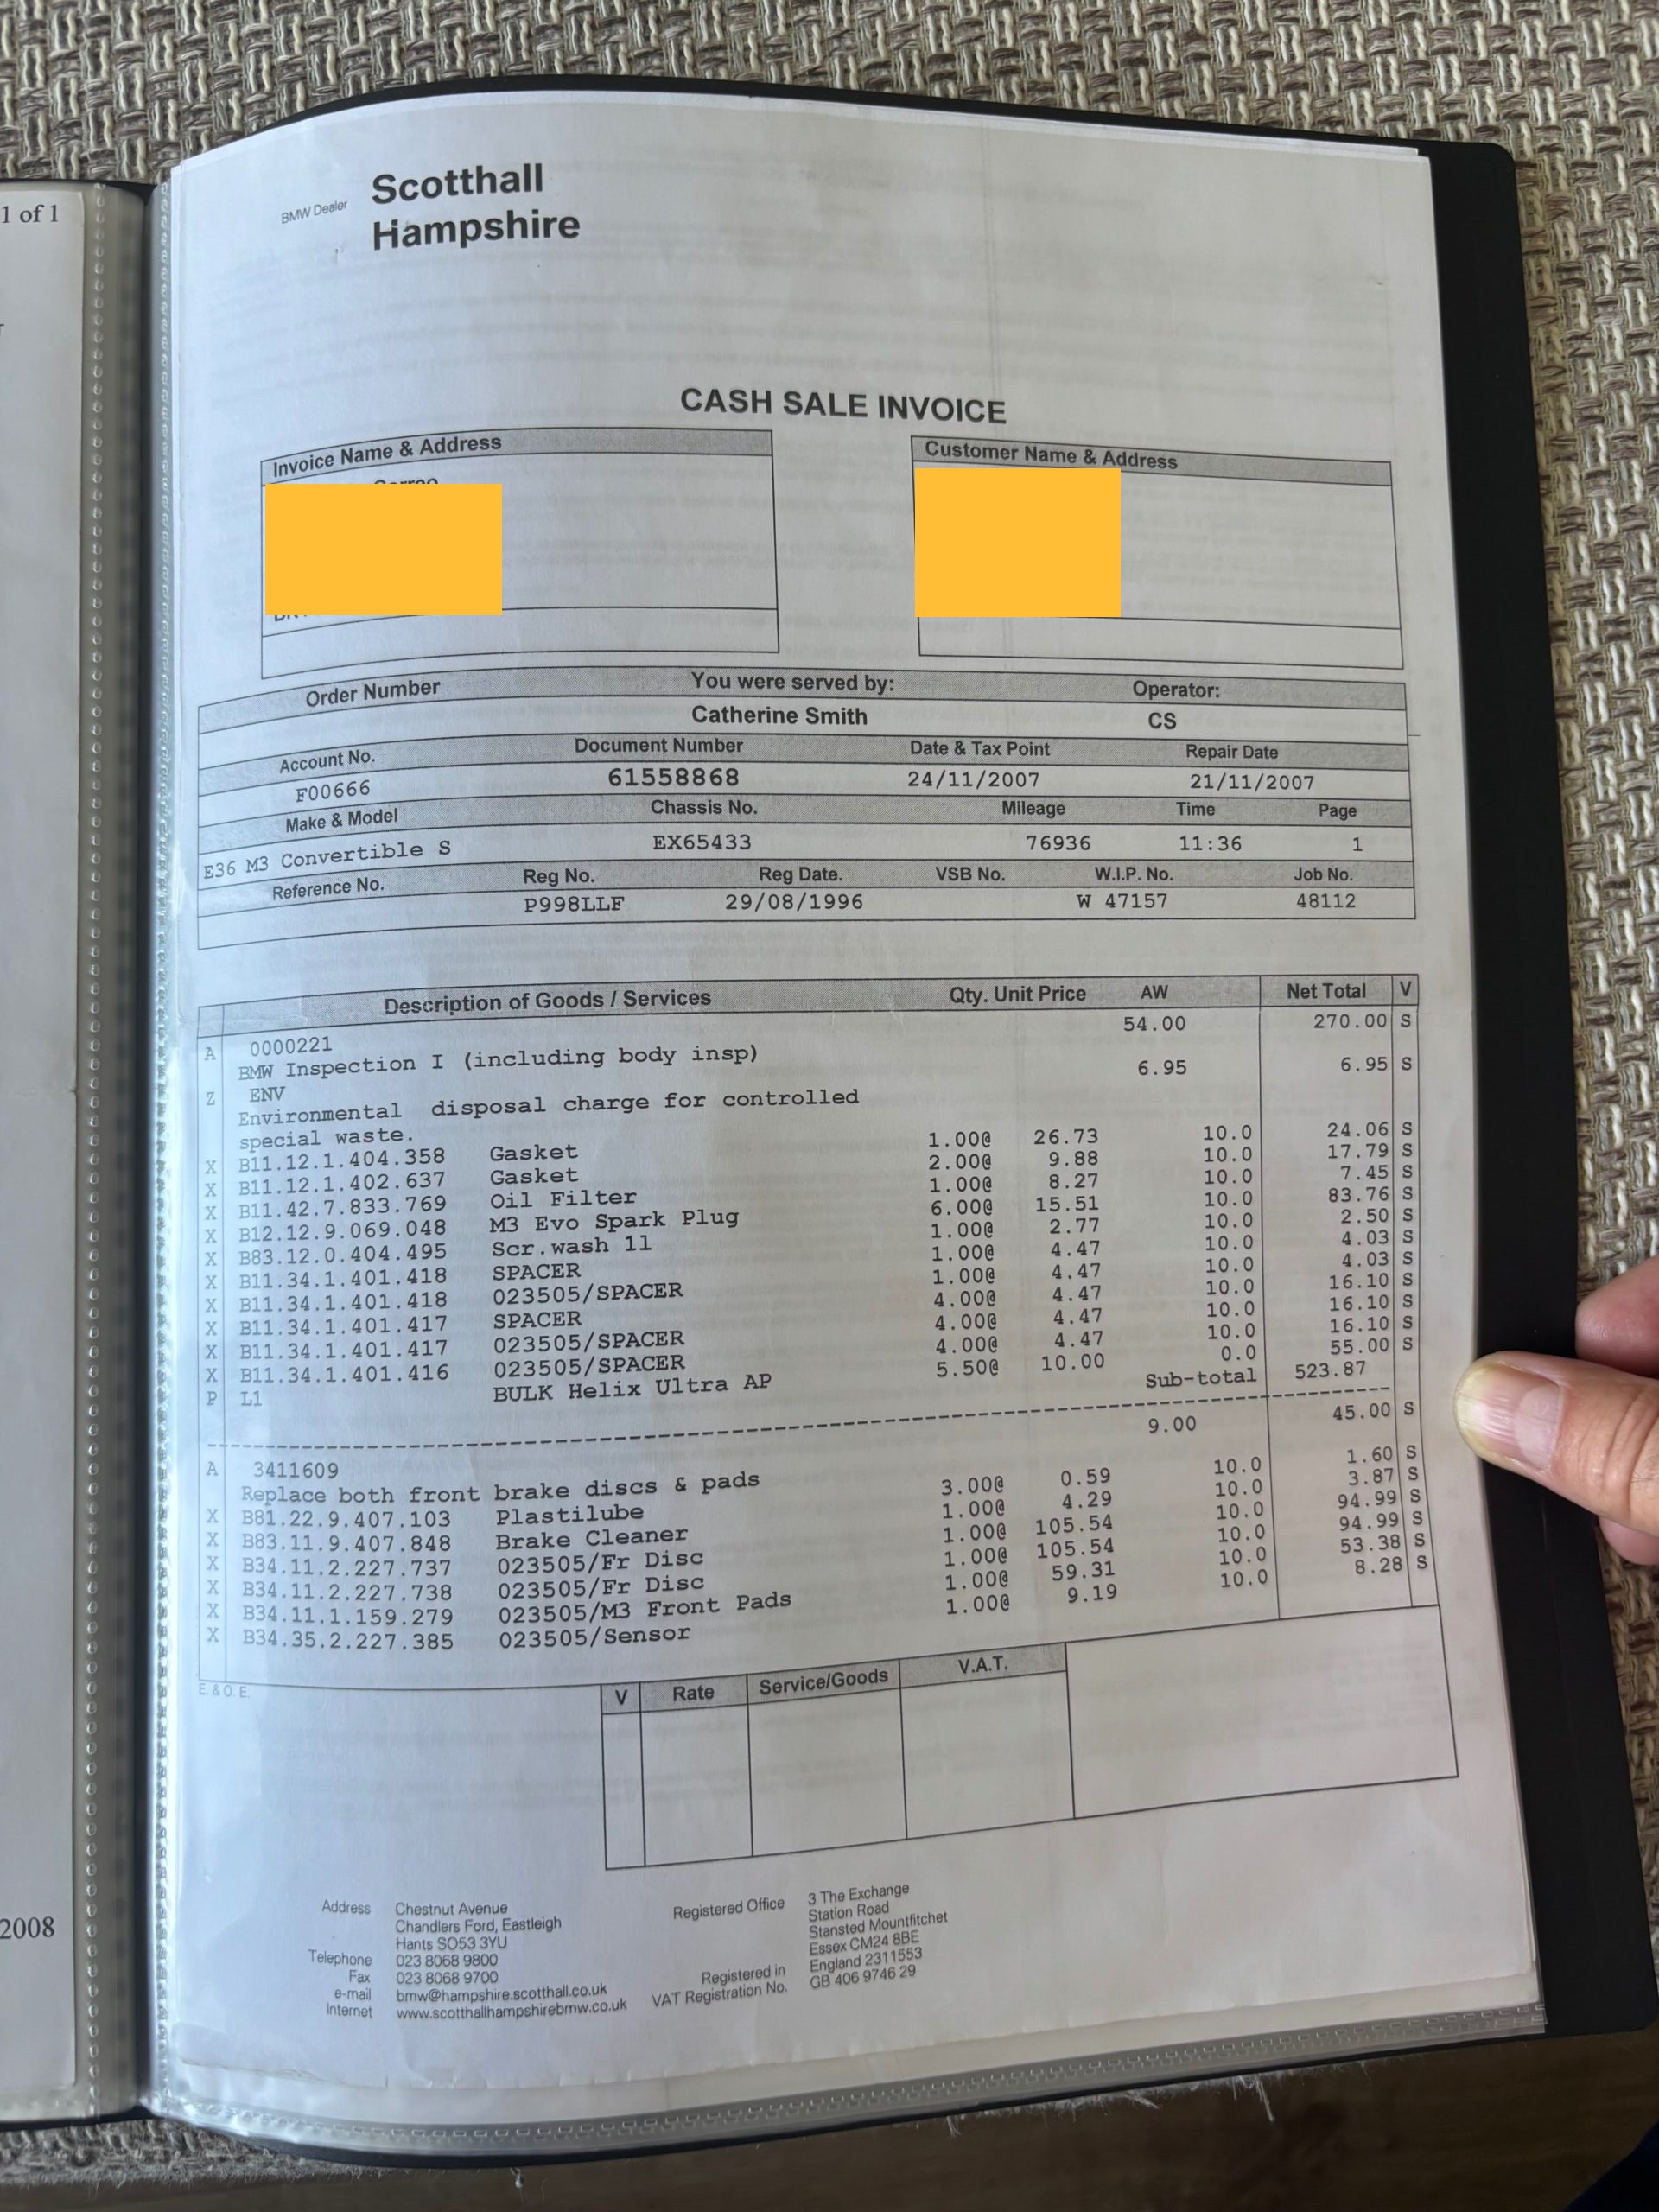 1 of 1
2008
BMW Dealer
Scotthall
Hampshire
CASH SALE INVOICE
Invoice Name & Address
Customer Name & Address
Order Number You were served by: Operator:
Catherine Smith CS
Account No. Document Number Date & Tax Point Repair Date
F00666 61558868 24/11/2007 21/11/2007
Make & Model Chassis No. Mileage Time Page
E36 M3 Convertible S EX65433 76936 11:36 1
Reference No. Reg No. Reg Date. VSB No. W.I.P. No. Job No.
P998LLF 29/08/1996 W 47157 48112
Description of Goods / Services Qty. Unit Price AW Net Total V
A 0000221 54.00 270.00 S
BMW Inspection I (including body insp)
Z ENV 6.95 6.95 S
Environmental disposal charge for controlled
special waste.
X B11.12.1.404.358 Gasket 1.00@ 26.73 10.0 24.06 S
X B11.12.1.402.637 Gasket 2.00@ 9.88 10.0 17.79 S
X B11.42.7.833.769 Oil Filter 1.00@ 8.27 10.0 7.45 S
X B12.12.9.069.048 M3 Evo Spark Plug 6.00@ 15.51 10.0 83.76 S
X B83.12.0.404.495 Scr.wash 1l 1.00@ 2.77 10.0 2.50 S
X B11.34.1.401.418 SPACER 1.00@ 4.47 10.0 4.03 S
X B11.34.1.401.418 023505/SPACER 1.00@ 4.47 10.0 4.03 S
X B11.34.1.401.417 SPACER 4.00@ 4.47 10.0 16.10 S
X B11.34.1.401.417 023505/SPACER 4.00@ 4.47 10.0 16.10 S
X B11.34.1.401.416 023505/SPACER 4.00@ 4.47 10.0 16.10 S
P L1 BULK Helix Ultra AP 5.50@ 10.00 0.0 55.00 S
Sub-total 523.87
A 3411609 9.00 45.00 S
Replace both front brake discs & pads
X B81.22.9.407.103 Plastilube 3.00@ 0.59 10.0 1.60 S
X B83.11.9.407.848 Brake Cleaner 1.00@ 4.29 10.0 3.87 S
X B34.11.2.227.737 023505/Fr Disc 1.00@ 105.54 10.0 94.99 S
X B34.11.2.227.738 023505/Fr Disc 1.00@ 105.54 10.0 94.99 S
X B34.11.1.159.279 023505/M3 Front Pads 1.00@ 59.31 10.0 53.38 S
X B34.35.2.227.385 023505/Sensor 1.00@ 9.19 10.0 8.28 S
E. & O. E.
V Rate Service/Goods V.A.T.
Address Chestnut Avenue
Chandlers Ford, Eastleigh
Hants SO53 3YU
Telephone 023 8068 9800
Fax 023 8068 9700
e-mail bmw@hampshire.scotthall.co.uk
Internet www.scotthallhampshirebmw.co.uk
Registered Office 3 The Exchange
Station Road
Stansted Mountfitchet
Essex CM24 8BE
Registered in England 2311553
VAT Registration No. GB 406 9746 29